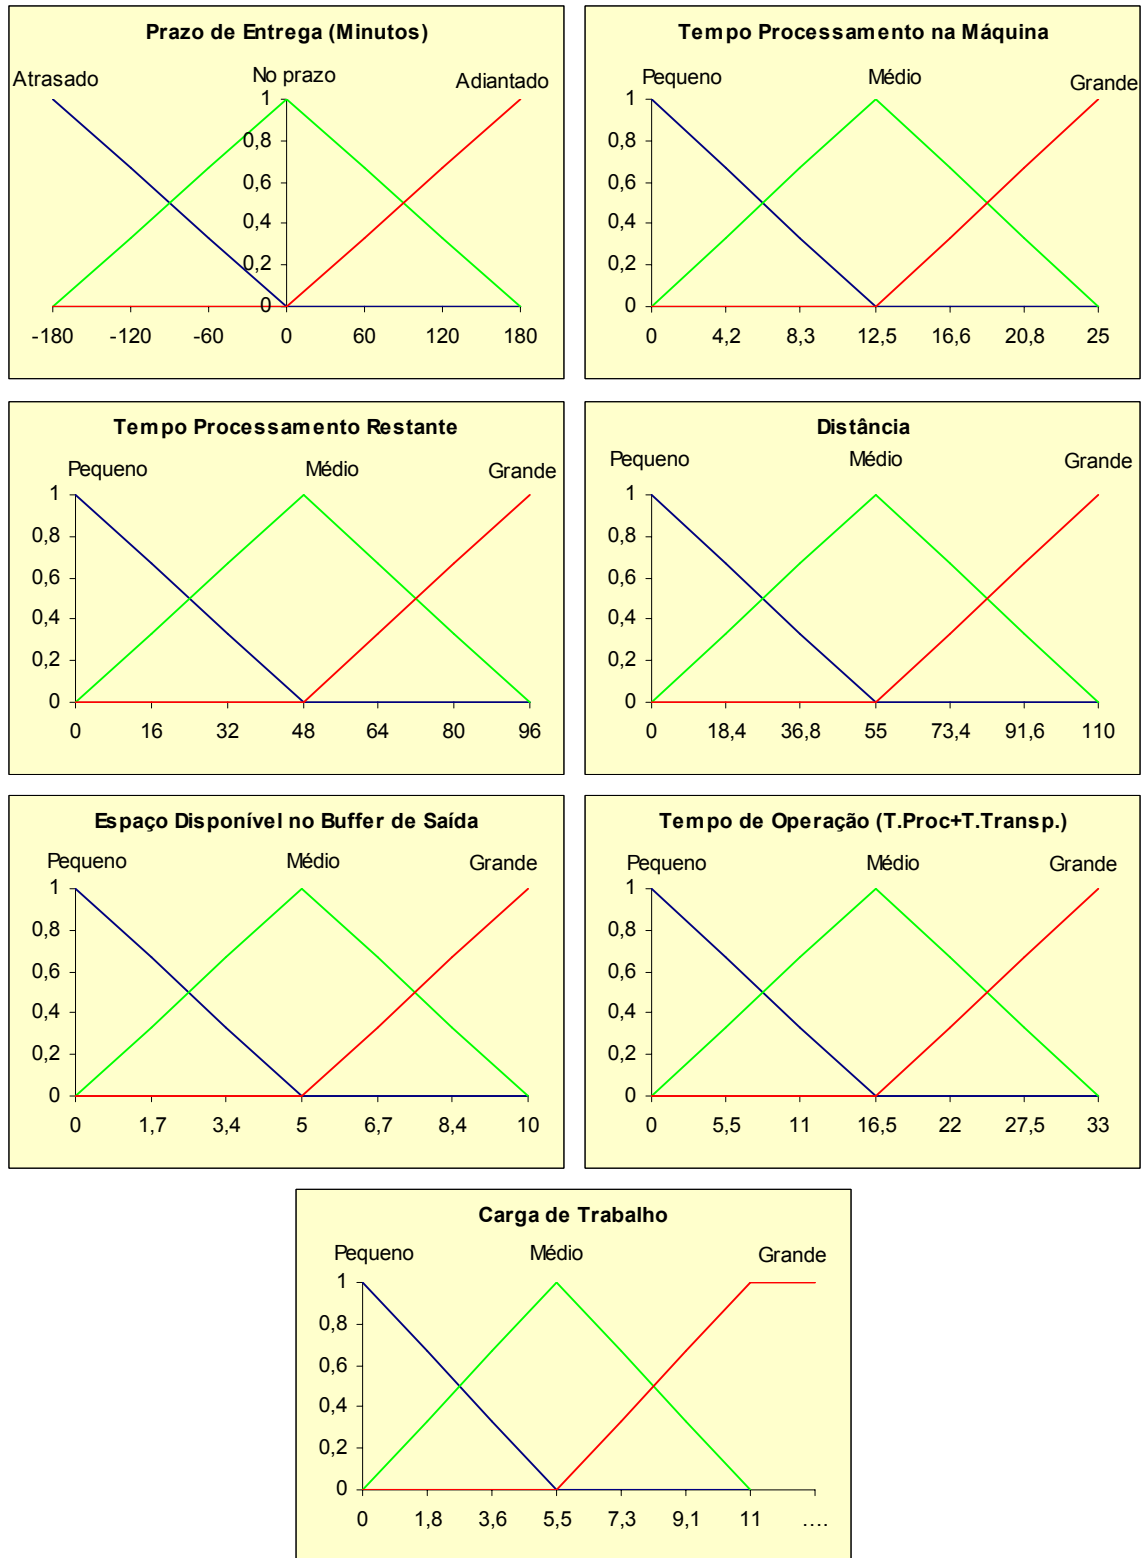 Prazo de Entrega (Minutos)
Atrasado No prazo Adiantado
1
0,8
0,6
0,4
0,2
0
-180 -120 -60 0 60 120 180
Tempo Processamento na Máquina
Pequeno Médio Grande
1
0,8
0,6
0,4
0,2
0
0 4,2 8,3 12,5 16,6 20,8 25
Tempo Processamento Restante
Pequeno Médio Grande
1
0,8
0,6
0,4
0,2
0
0 16 32 48 64 80 96
Distância
Pequeno Médio Grande
1
0,8
0,6
0,4
0,2
0
0 18,4 36,8 55 73,4 91,6 110
Espaço Disponível no Buffer de Saída
Pequeno Médio Grande
1
0,8
0,6
0,4
0,2
0
0 1,7 3,4 5 6,7 8,4 10
Tempo de Operação (T.Proc+T.Transp.)
Pequeno Médio Grande
1
0,8
0,6
0,4
0,2
0
0 5,5 11 16,5 22 27,5 33
Carga de Trabalho
Pequeno Médio Grande
1
0,8
0,6
0,4
0,2
0
0 1,8 3,6 5,5 7,3 9,1 11 ....